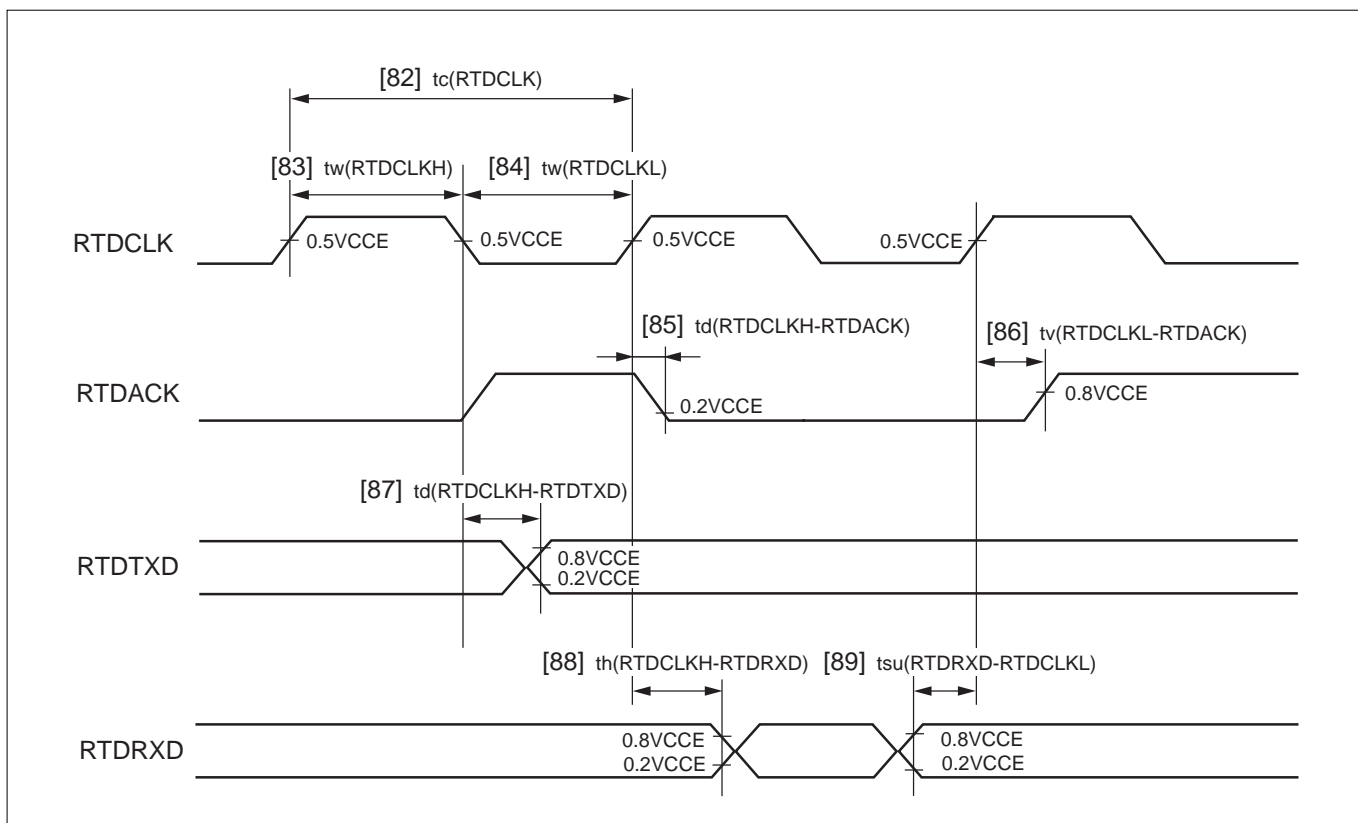 [82] tc(RTDCLK)
[83] tw(RTDCLKH) [84] tw(RTDCLKL)
RTDCLK 0.5VCCE 0.5VCCE 0.5VCCE 0.5VCCE
[85] td(RTDCLKH-RTDACK) [86] tv(RTDCLKL-RTDACK)
RTDACK 0.2VCCE 0.8VCCE
[87] td(RTDCLKH-RTDTXD)
RTDTXD 0.8VCCE
0.2VCCE
[88] th(RTDCLKH-RTDRXD) [89] tsu(RTDRXD-RTDCLKL)
RTDRXD 0.8VCCE 0.8VCCE
0.2VCCE 0.2VCCE